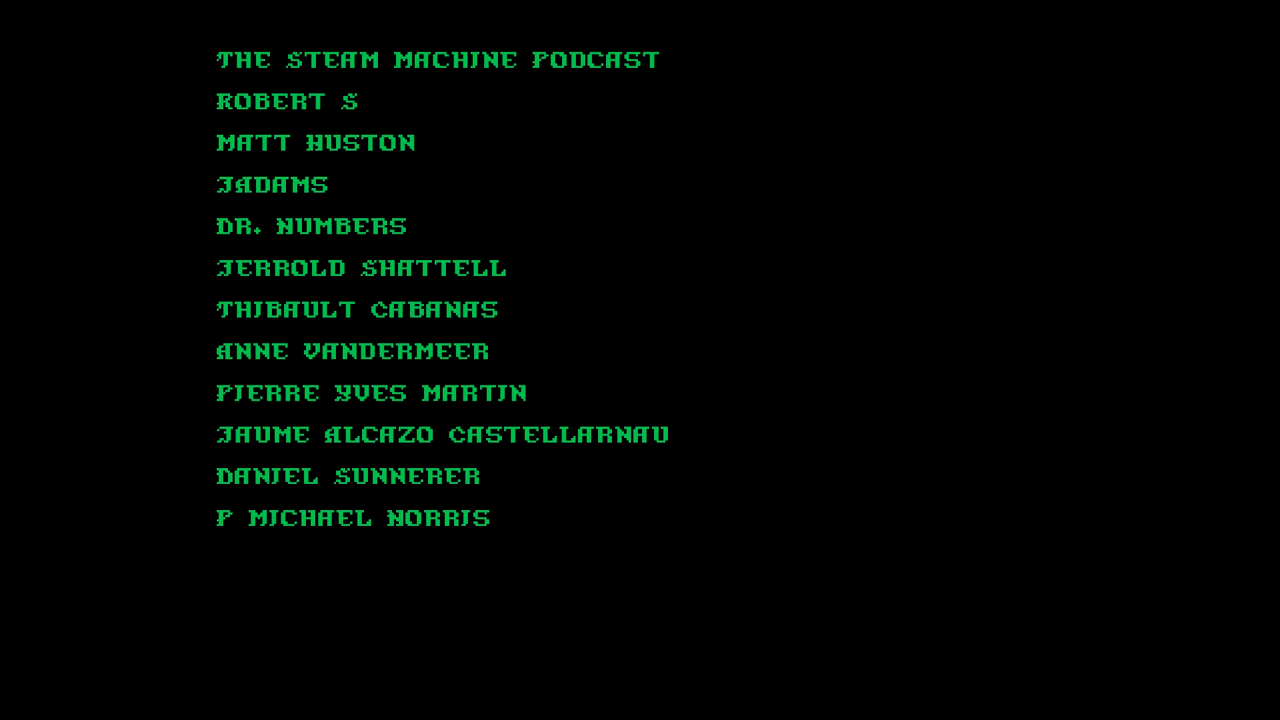 THE STEAM MACHINE PODCAST
ROBERT S
MATT HUSTON
JADAMS
DR. NUMBERS
JERROLD SHATTELL
THIBAULT CABANAS
ANNE VANDERMEER
PIERRE YVES MARTIN
JAUME ALCAZO CASTELLARNAU
DANIEL SUNNERER
P MICHAEL NORRIS